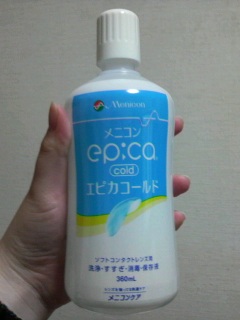 Menicon
メニコン
epica
cold
エピカコールド
ソフトコンタクトレンズ用
洗浄・すすぎ・消毒・保存液
360mL
メニコンケア